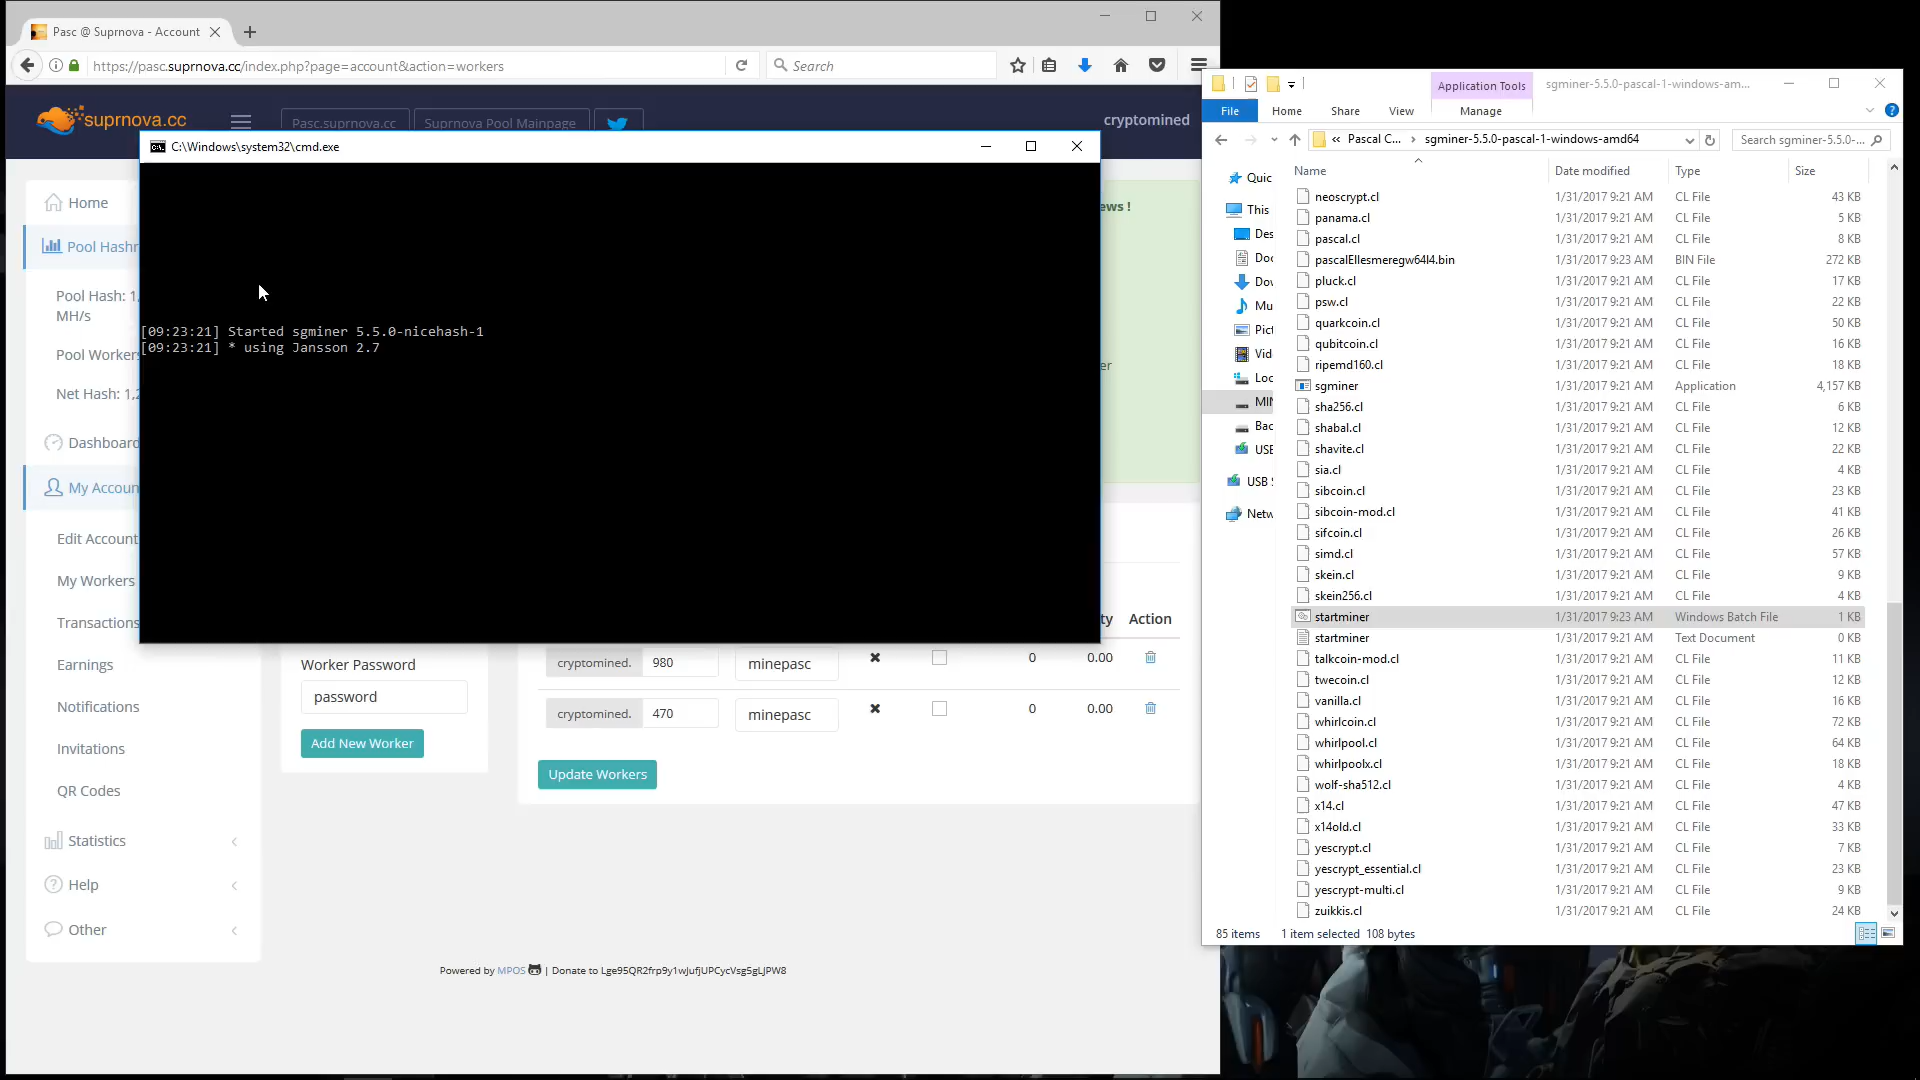 Pasc @ Suprnova - Account
https://pasc.suprnova.cc/index.php?page=account&action=workers
Search
suprnova.cc
Pasc.suprnova.cc
Suprnova Pool Mainpage
cryptomined
C:\Windows\system32\cmd.exe
[09:23:21] Started sgminer 5.5.0-nicehash-1
[09:23:21] * using Jansson 2.7
Home
Pool Hashr
Pool Hash: 1,
MH/s
Pool Worker
Net Hash: 1,2
Dashboard
My Accoun
Edit Account
My Workers
Transactions
Earnings
Notifications
Invitations
QR Codes
Statistics
Help
Other
ews !
er
ty Action
Worker Password
password
Add New Worker
cryptomined. 980 minepasc 0 0.00
cryptomined. 470 minepasc 0 0.00
Update Workers
Powered by MPOS | Donate to Lge95QR2frp9y1wJufjUPCycVsg5gLJPW8
Application Tools
sgminer-5.5.0-pascal-1-windows-am...
File Home Share View Manage
« Pascal C... › sgminer-5.5.0-pascal-1-windows-amd64
Search sgminer-5.5.0-...
Quic
This
Des
Doc
Dov
Mu
Pict
Vid
Loc
MIN
Bac
USE
USB S
Netw
Name Date modified Type Size
neoscrypt.cl 1/31/2017 9:21 AM CL File 43 KB
panama.cl 1/31/2017 9:21 AM CL File 5 KB
pascal.cl 1/31/2017 9:21 AM CL File 8 KB
pascalEllesmeregw64l4.bin 1/31/2017 9:23 AM BIN File 272 KB
pluck.cl 1/31/2017 9:21 AM CL File 17 KB
psw.cl 1/31/2017 9:21 AM CL File 22 KB
quarkcoin.cl 1/31/2017 9:21 AM CL File 50 KB
qubitcoin.cl 1/31/2017 9:21 AM CL File 16 KB
ripemd160.cl 1/31/2017 9:21 AM CL File 18 KB
sgminer 1/31/2017 9:21 AM Application 4,157 KB
sha256.cl 1/31/2017 9:21 AM CL File 6 KB
shabal.cl 1/31/2017 9:21 AM CL File 12 KB
shavite.cl 1/31/2017 9:21 AM CL File 22 KB
sia.cl 1/31/2017 9:21 AM CL File 4 KB
sibcoin.cl 1/31/2017 9:21 AM CL File 23 KB
sibcoin-mod.cl 1/31/2017 9:21 AM CL File 41 KB
sifcoin.cl 1/31/2017 9:21 AM CL File 26 KB
simd.cl 1/31/2017 9:21 AM CL File 57 KB
skein.cl 1/31/2017 9:21 AM CL File 9 KB
skein256.cl 1/31/2017 9:21 AM CL File 4 KB
startminer 1/31/2017 9:23 AM Windows Batch File 1 KB
startminer 1/31/2017 9:21 AM Text Document 0 KB
talkcoin-mod.cl 1/31/2017 9:21 AM CL File 11 KB
twecoin.cl 1/31/2017 9:21 AM CL File 12 KB
vanilla.cl 1/31/2017 9:21 AM CL File 16 KB
whirlcoin.cl 1/31/2017 9:21 AM CL File 72 KB
whirlpool.cl 1/31/2017 9:21 AM CL File 64 KB
whirlpoolx.cl 1/31/2017 9:21 AM CL File 18 KB
wolf-sha512.cl 1/31/2017 9:21 AM CL File 4 KB
x14.cl 1/31/2017 9:21 AM CL File 47 KB
x14old.cl 1/31/2017 9:21 AM CL File 33 KB
yescrypt.cl 1/31/2017 9:21 AM CL File 7 KB
yescrypt_essential.cl 1/31/2017 9:21 AM CL File 23 KB
yescrypt-multi.cl 1/31/2017 9:21 AM CL File 9 KB
zuikkis.cl 1/31/2017 9:21 AM CL File 24 KB
85 items 1 item selected 108 bytes